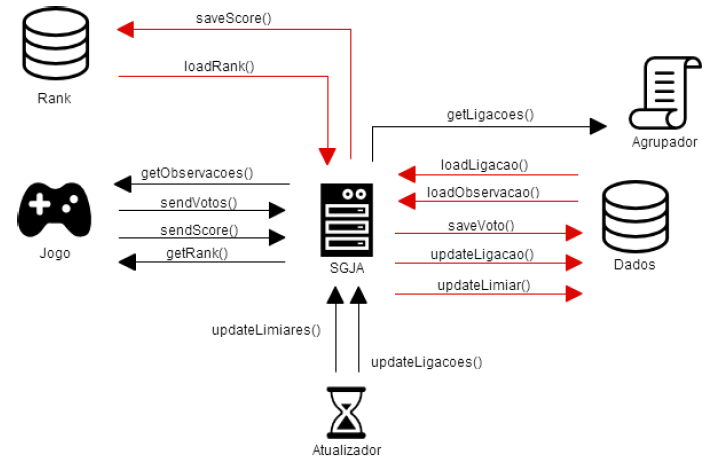 saveScore()
loadRank()
Rank
getLigacoes()
Agrupador
getObservacoes()
sendVotos()
sendScore()
getRank()
Jogo
SGJA
loadLigacao()
loadObservacao()
saveVoto()
updateLigacao()
updateLimiar()
Dados
updateLimiares()
updateLigacoes()
Atualizador